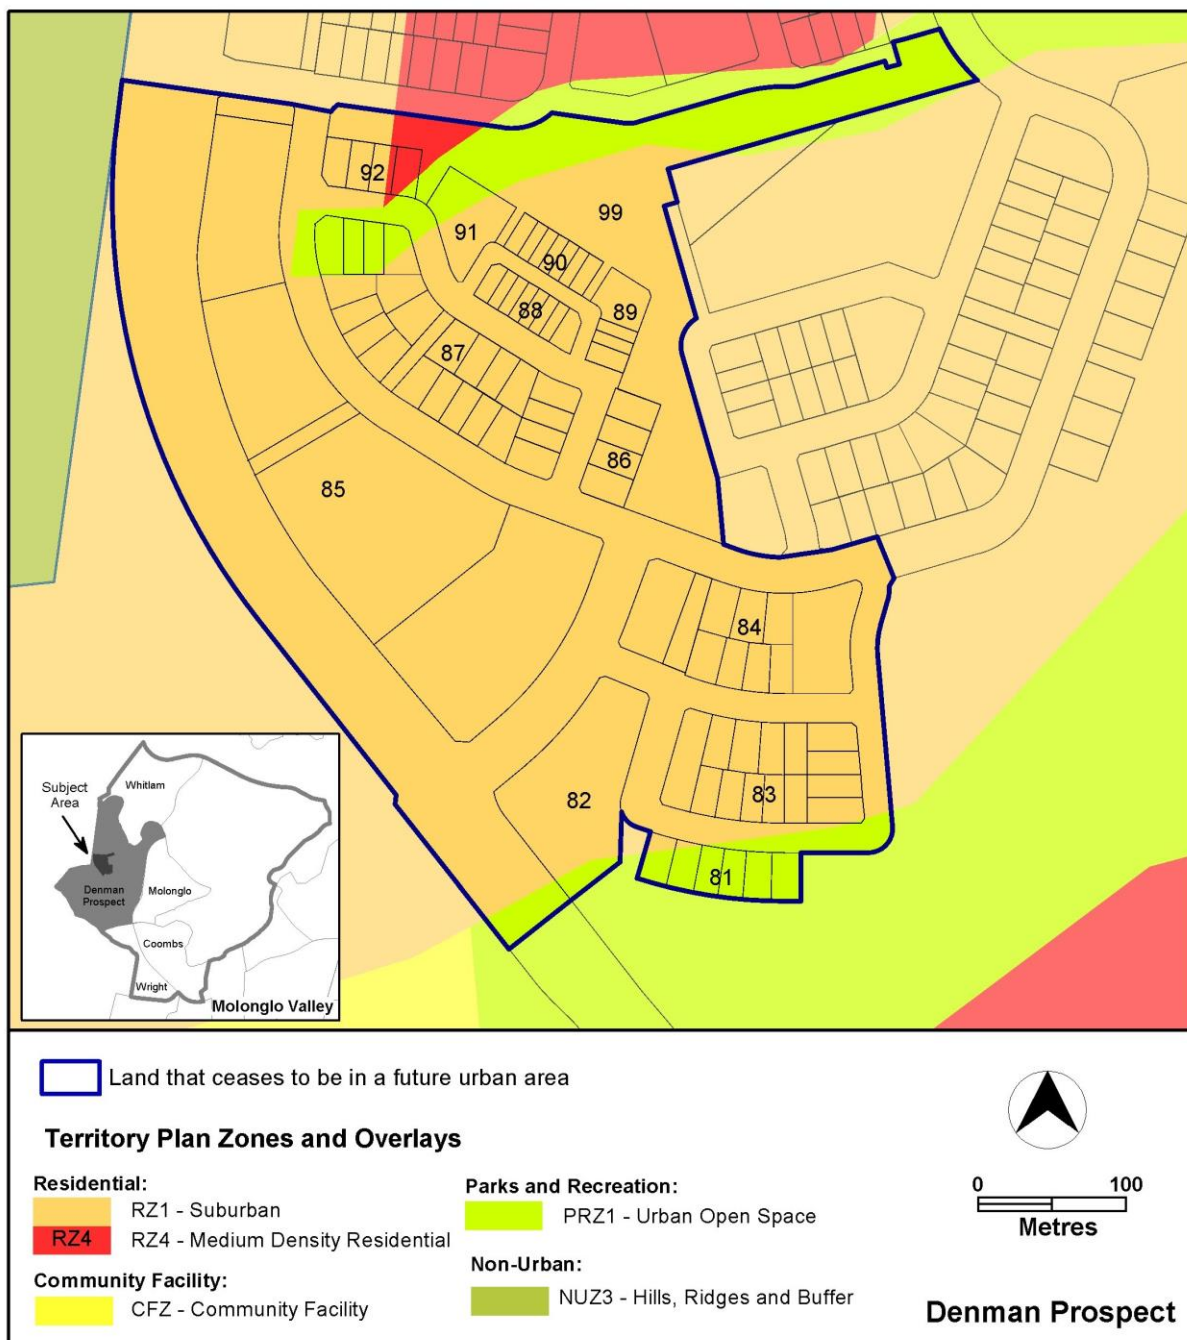 92
99
91
90
88
89
87
86
85
84
83
82
81
Subject
Area
Whitlam
Denman
Prospect
Molonglo
Coombs
Wright
Molonglo Valley
Land that ceases to be in a future urban area
Territory Plan Zones and Overlays
Residential:
RZ1 - Suburban
RZ4 RZ4 - Medium Density Residential
Community Facility:
CFZ - Community Facility
Parks and Recreation:
PRZ1 - Urban Open Space
Non-Urban:
NUZ3 - Hills, Ridges and Buffer
0 100
Metres
Denman Prospect